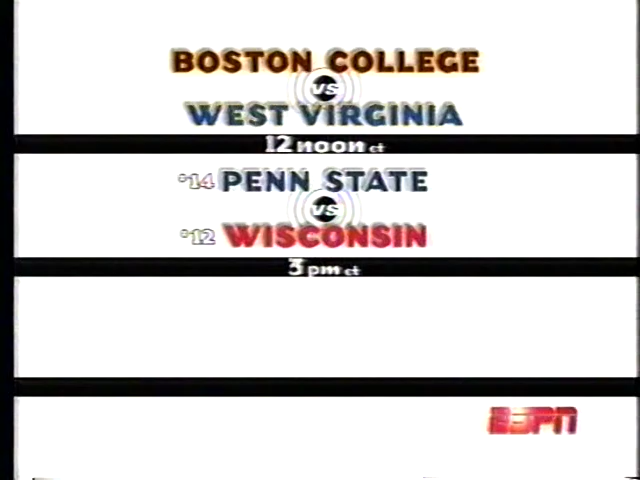 BOSTON COLLEGE
VS
WEST VIRGINIA
12 noon ct
#14 PENN STATE
VS
#12 WISCONSIN
3 pm ct
ESPN